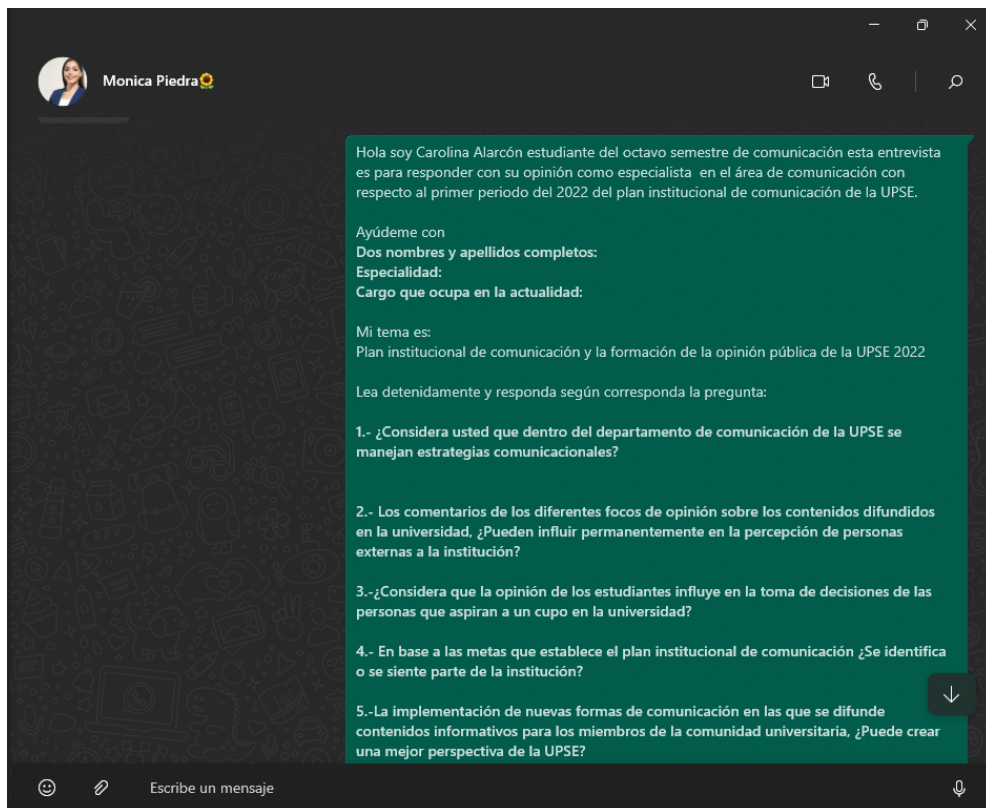 Monica Piedra🌻
Hola soy Carolina Alarcón estudiante del octavo semestre de comunicación esta entrevista
es para responder con su opinión como especialista  en el área de comunicación con
respecto al primer periodo del 2022 del plan institucional de comunicación de la UPSE.
Ayúdeme con
Dos nombres y apellidos completos:
Especialidad:
Cargo que ocupa en la actualidad:
Mi tema es:
Plan institucional de comunicación y la formación de la opinión pública de la UPSE 2022
Lea detenidamente y responda según corresponda la pregunta:
1.- ¿Considera usted que dentro del departamento de comunicación de la UPSE se
manejan estrategias comunicacionales?
2.- Los comentarios de los diferentes focos de opinión sobre los contenidos difundidos
en la universidad, ¿Pueden influir permanentemente en la percepción de personas
externas a la institución?
3.-¿Considera que la opinión de los estudiantes influye en la toma de decisiones de las
personas que aspiran a un cupo en la universidad?
4.- En base a las metas que establece el plan institucional de comunicación ¿Se identifica
o se siente parte de la institución?
5.-La implementación de nuevas formas de comunicación en las que se difunde
contenidos informativos para los miembros de la comunidad universitaria, ¿Puede crear
una mejor perspectiva de la UPSE?
Escribe un mensaje